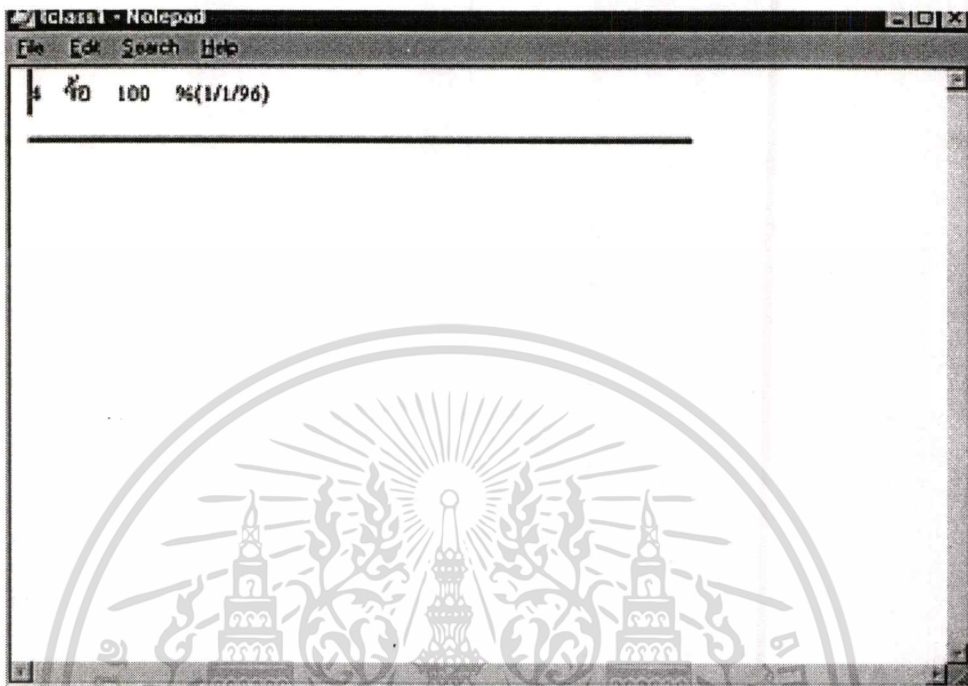 tclass1 - Notepad
File Edit Search Help
4 ข้อ 100 %(1/1/96)